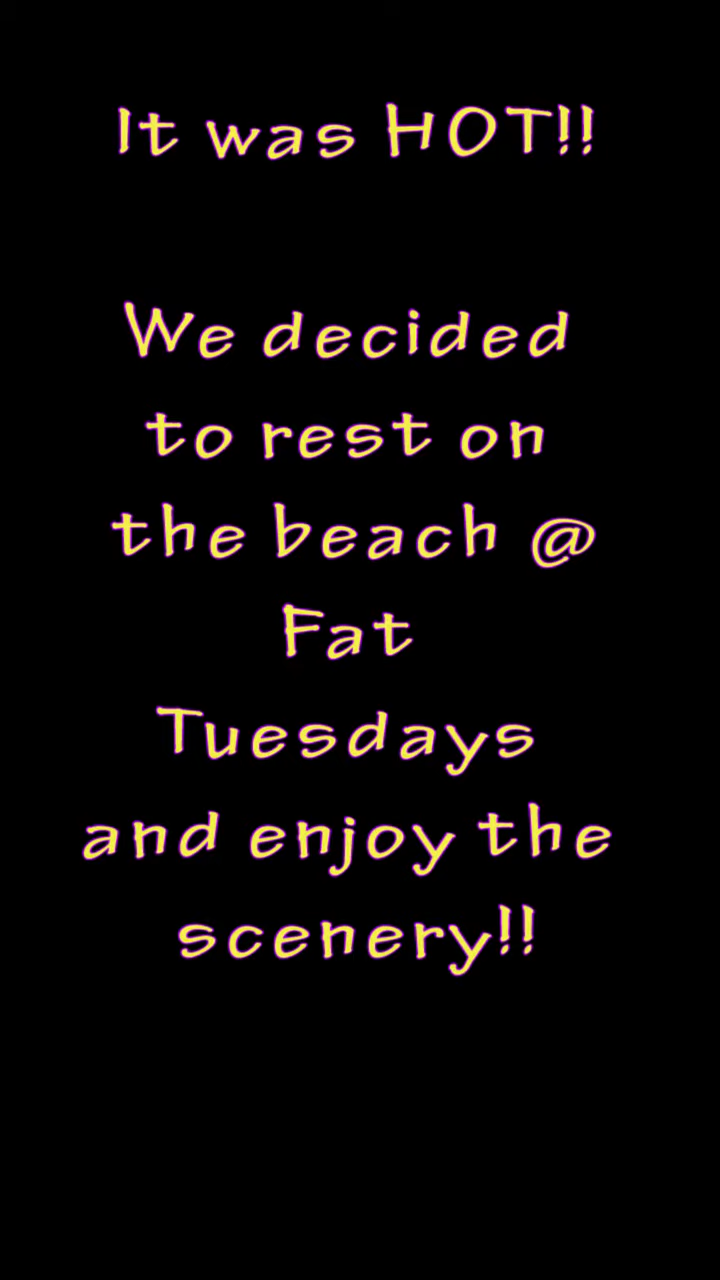 It was HOT!!
We decided
to rest on
the beach @
Fat
Tuesdays
and enjoy the
scenery!!